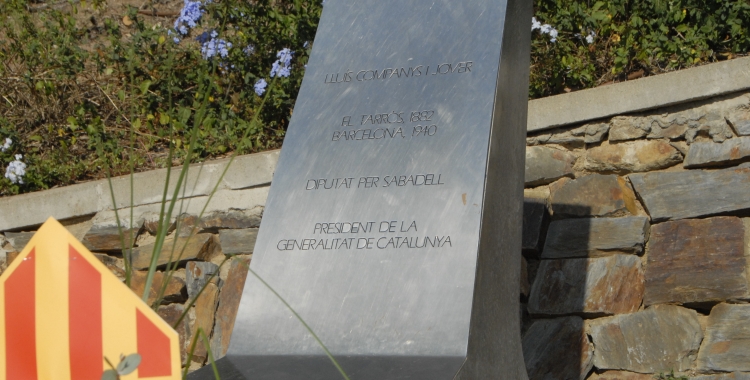 LLUÍS COMPANYS I JOVER
EL TARRÒS, 1882
BARCELONA, 1940
DIPUTAT PER SABADELL
PRESIDENT DE LA
GENERALITAT DE CATALUNYA